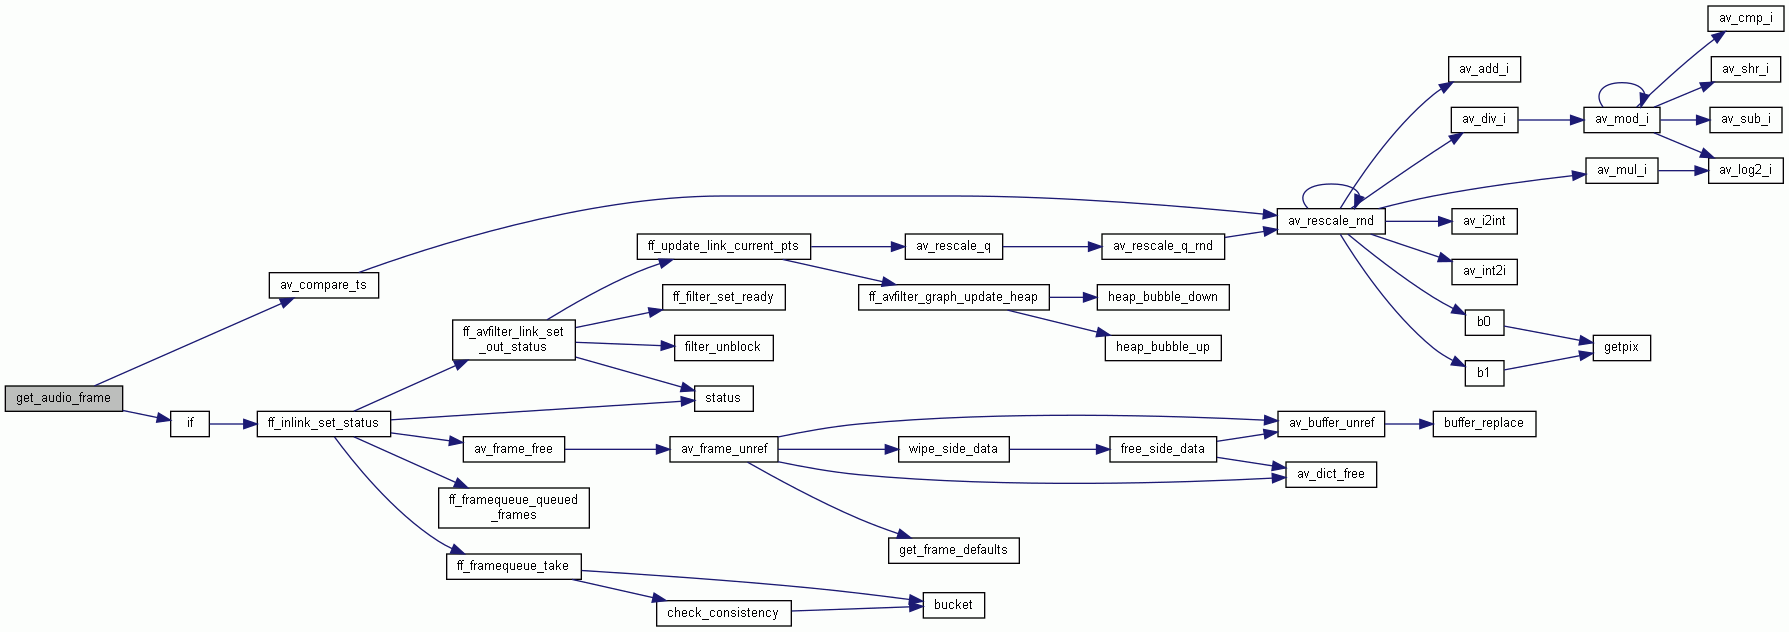 av_cmp_i
av_add_i
av_shr_i
av_div_i
av_mod_i
av_sub_i
av_mul_i
av_log2_i
av_rescale_rnd
av_i2int
ff_update_link_current_pts
av_rescale_q
av_rescale_q_rnd
av_int2i
av_compare_ts
ff_filter_set_ready
ff_avfilter_graph_update_heap
heap_bubble_down
b0
ff_avfilter_link_set
_out_status
filter_unblock
heap_bubble_up
getpix
b1
get_audio_frame
status
if
ff_inlink_set_status
av_buffer_unref
buffer_replace
av_frame_free
av_frame_unref
wipe_side_data
free_side_data
av_dict_free
ff_framequeue_queued
_frames
get_frame_defaults
ff_framequeue_take
bucket
check_consistency